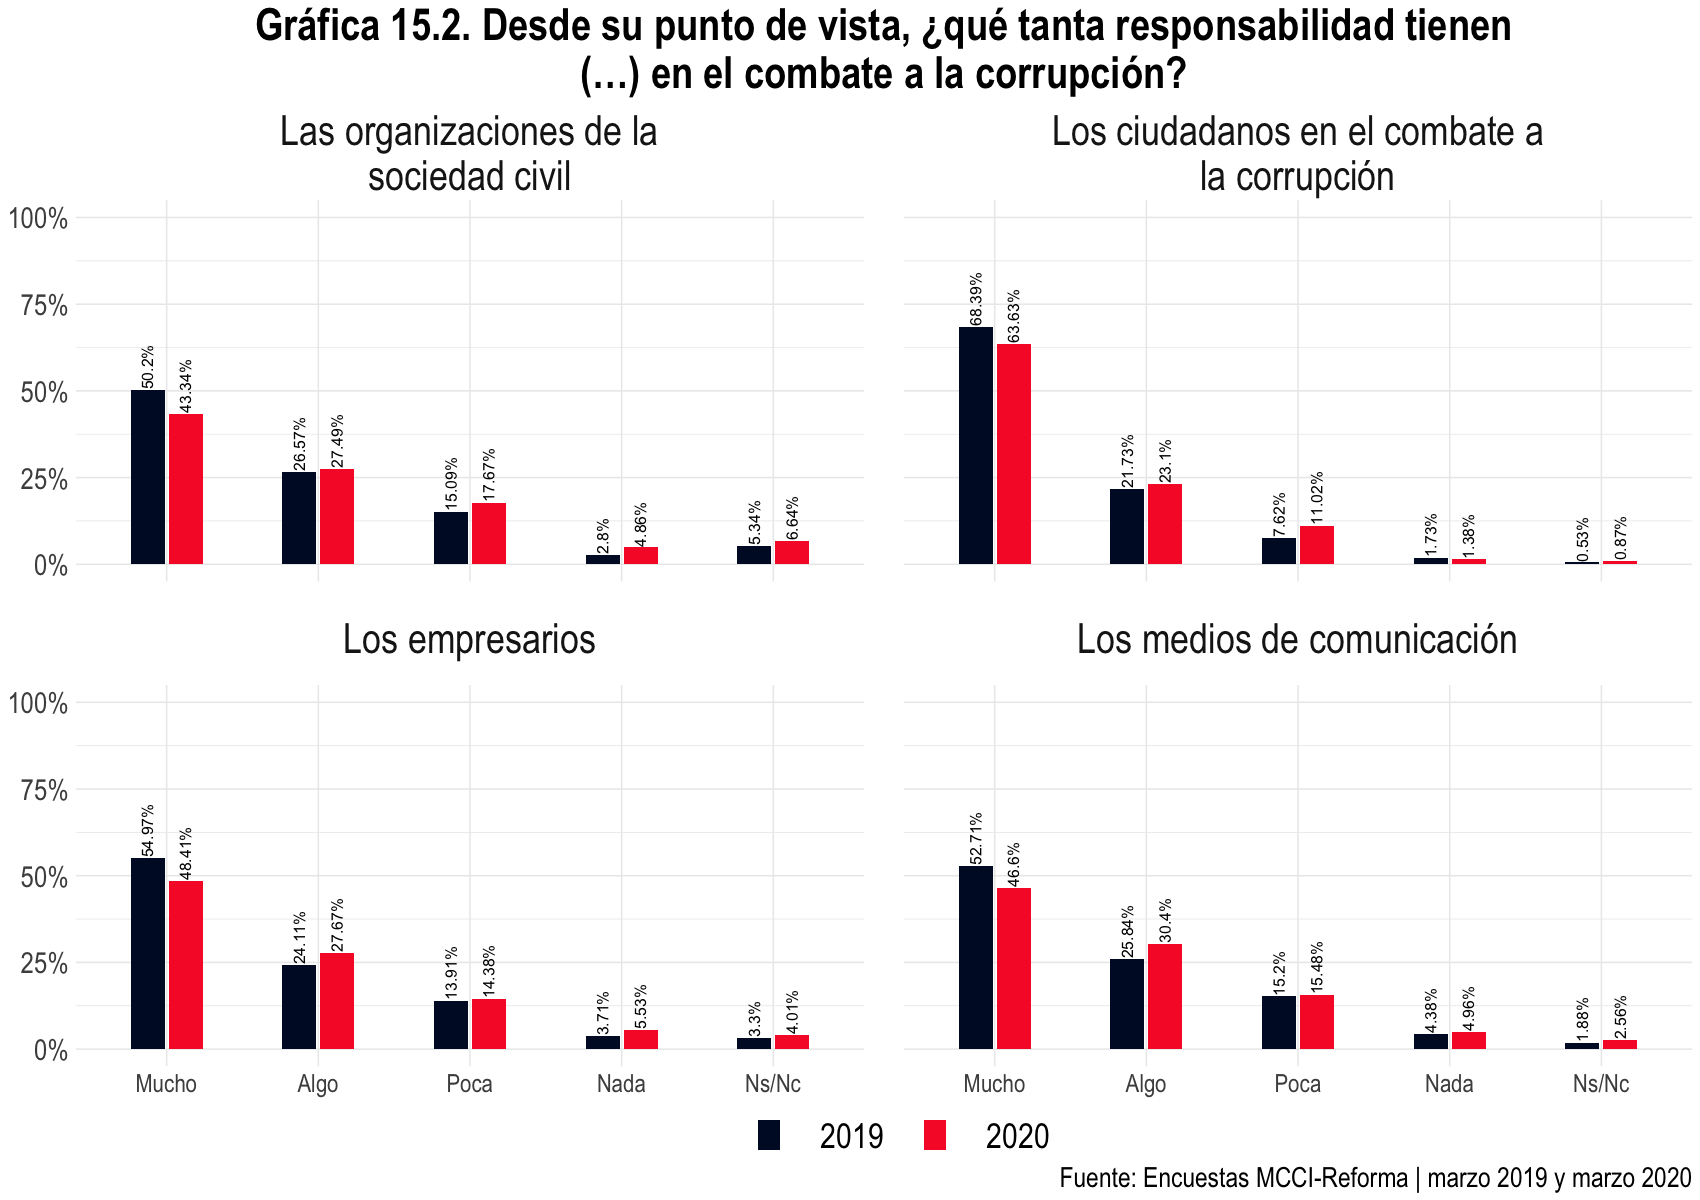 Gráfica 15.2. Desde su punto de vista, ¿qué tanta responsabilidad tienen
(…) en el combate a la corrupción?
Las organizaciones de la
sociedad civil
100%
75%
50%
25%
0%
50.2%
43.34%
26.57%
27.49%
15.09%
17.67%
2.8%
4.86%
5.34%
6.64%
Los ciudadanos en el combate a
la corrupción
68.39%
63.63%
21.73%
23.1%
7.62%
11.02%
1.73%
1.38%
0.53%
0.87%
Los empresarios
100%
75%
50%
25%
0%
54.97%
48.41%
24.11%
27.67%
13.91%
14.38%
3.71%
5.53%
3.3%
4.01%
Mucho
Algo
Poca
Nada
Ns/Nc
Los medios de comunicación
52.71%
46.6%
25.84%
30.4%
15.2%
15.48%
4.38%
4.96%
1.88%
2.56%
Mucho
Algo
Poca
Nada
Ns/Nc
2019
2020
Fuente: Encuestas MCCI-Reforma | marzo 2019 y marzo 2020